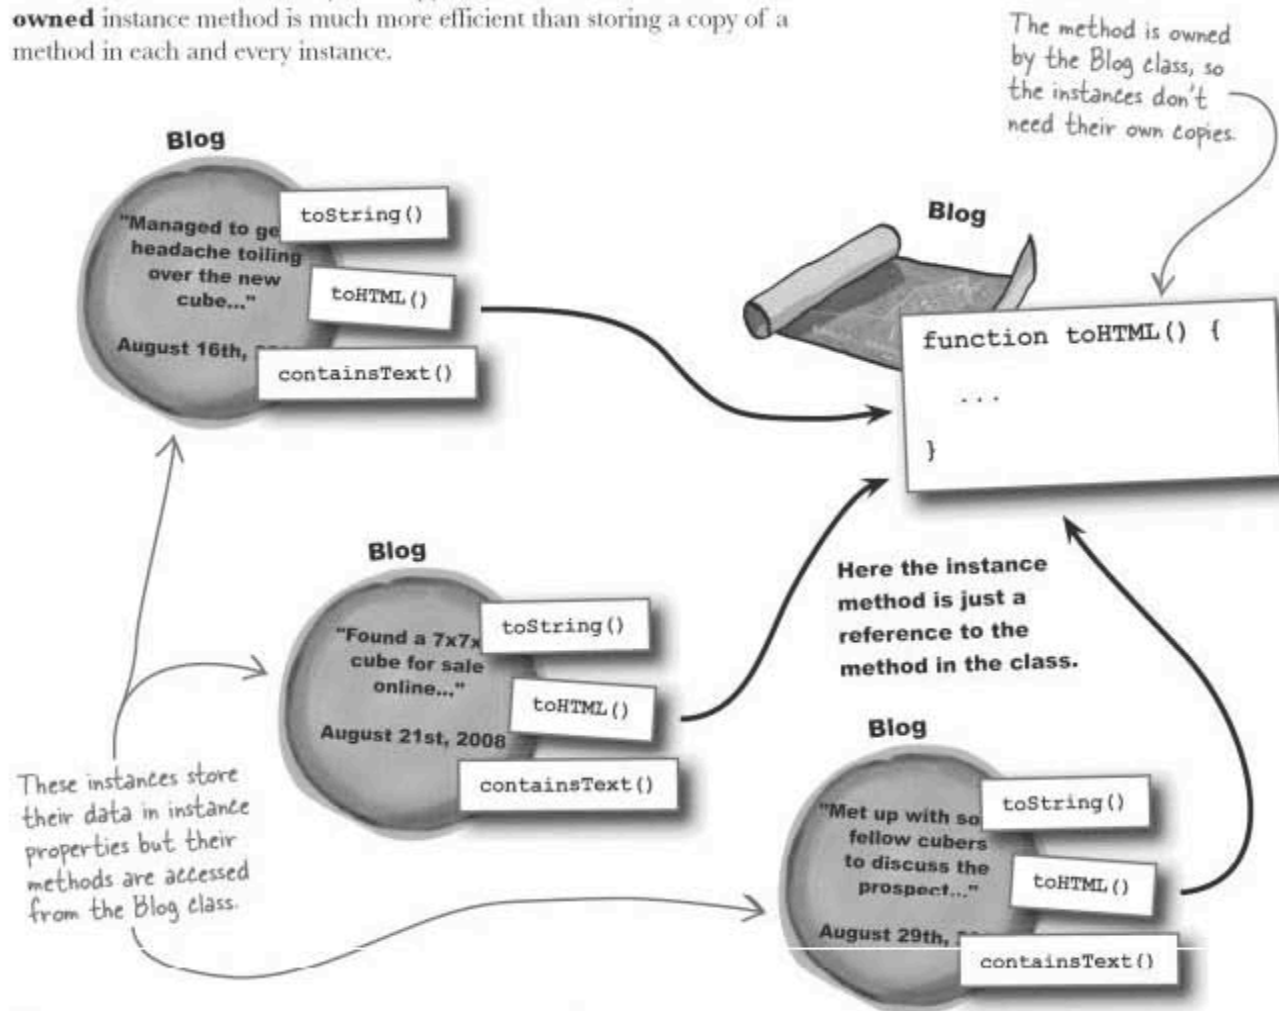 owned instance method is much more efficient than storing a copy of a
method in each and every instance.
The method is owned
by the Blog class, so
the instances don't
need their own copies.
Blog
"Managed to ge
headache toiling
over the new
cube..."
August 16th,
toString()
toHTML()
containsText()
Blog
function toHTML() {
...
}
Blog
"Found a 7x7x
cube for sale
online..."
August 21st, 2008
toString()
toHTML()
containsText()
Here the instance
method is just a
reference to the
method in the class.
These instances store
their data in instance
properties but their
methods are accessed
from the Blog class.
Blog
"Met up with so
fellow cubers
to discuss the
prospect..."
August 29th,
toString()
toHTML()
containsText()